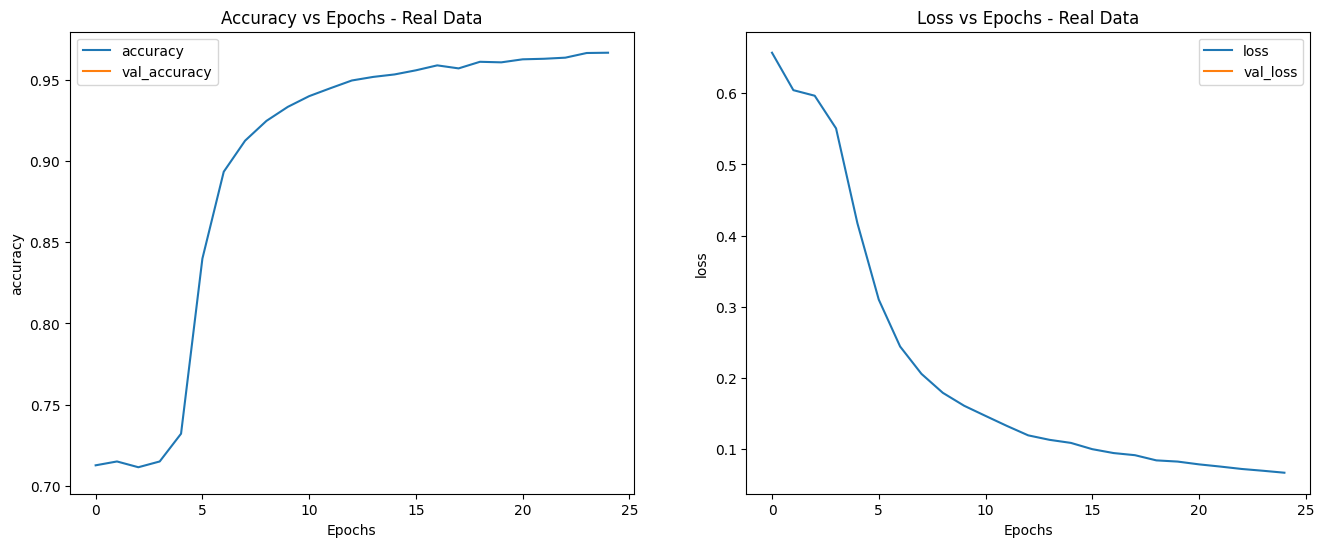 Accuracy vs Epochs - Real Data
accuracy
val_accuracy
accuracy
0.95
0.90
0.85
0.80
0.75
0.70
0
5
10
15
20
25
Epochs
Loss vs Epochs - Real Data
loss
val_loss
loss
0.6
0.5
0.4
0.3
0.2
0.1
0
5
10
15
20
25
Epochs